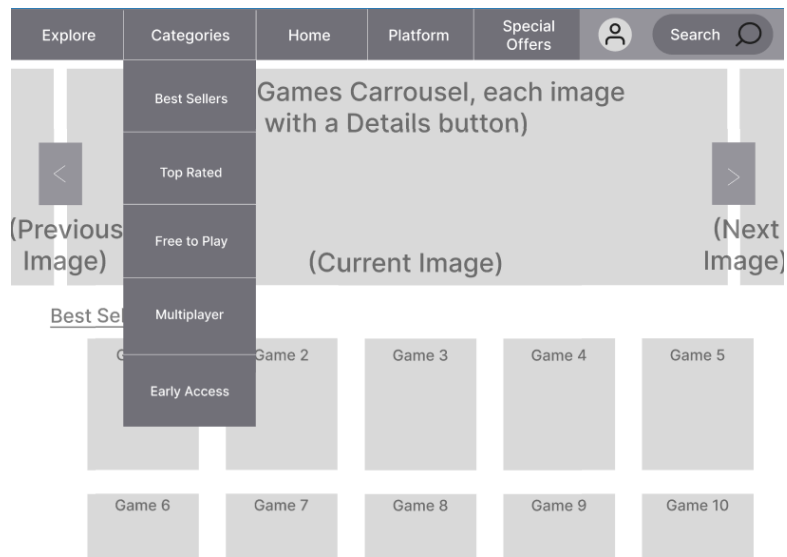 Explore
Categories
Home
Platform
Special
Offers
Search
Best Sellers
Top Rated
Free to Play
Multiplayer
Early Access
Games Carrousel, each image
with a Details button)
<
>
(Previous
Image)
(Current Image)
(Next
Image)
Best Sel
Game 2
Game 3
Game 4
Game 5
Game 6
Game 7
Game 8
Game 9
Game 10